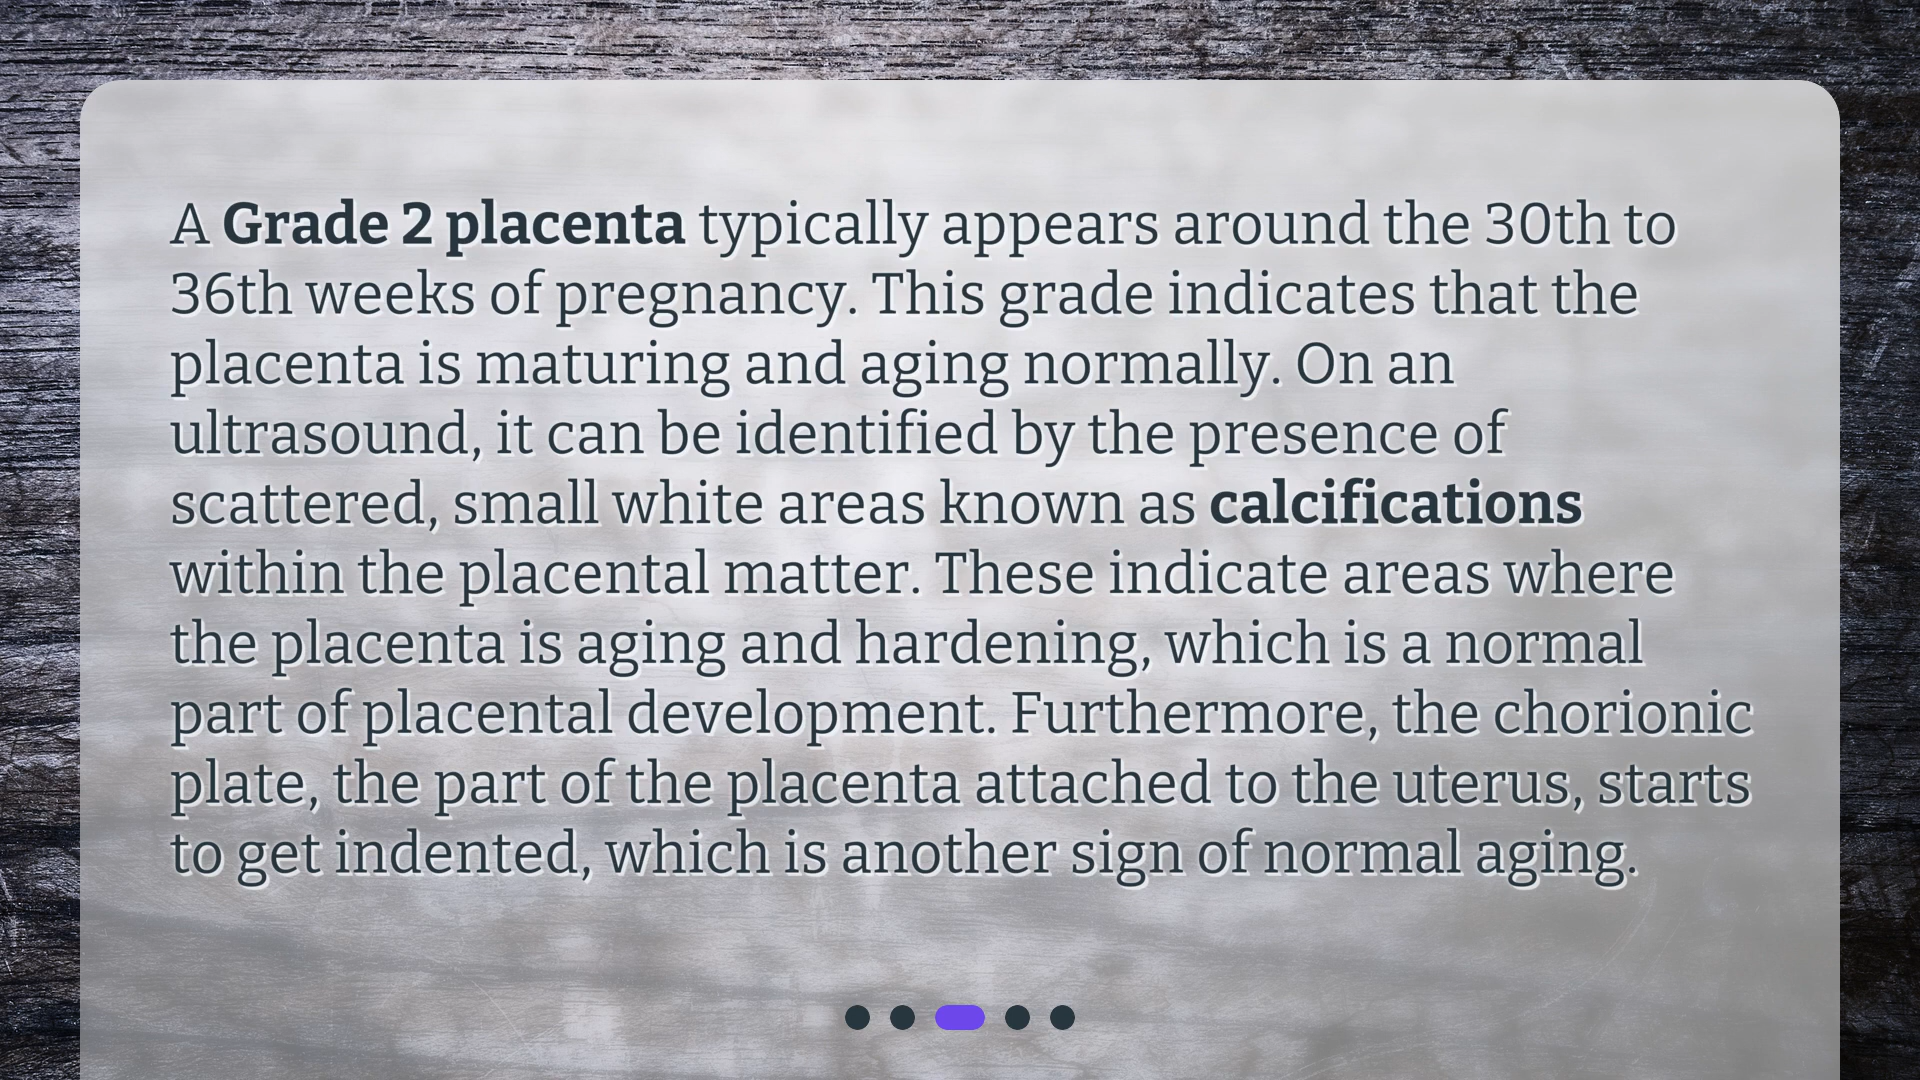 A Grade 2 placenta typically appears around the 30th to
36th weeks of pregnancy. This grade indicates that the
placenta is maturing and aging normally. On an
ultrasound, it can be identified by the presence of
scattered, small white areas known as calcifications
within the placental matter. These indicate areas where
the placenta is aging and hardening, which is a normal
part of placental development. Furthermore, the chorionic
plate, the part of the placenta attached to the uterus, starts
to get indented, which is another sign of normal aging.